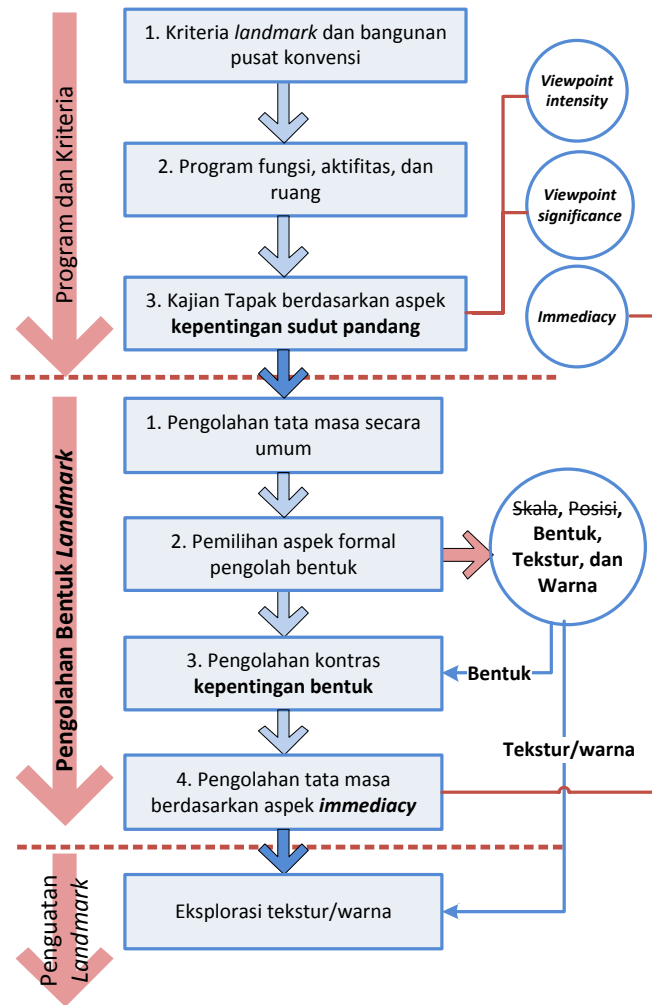 Program dan Kriteria
1. Kriteria landmark dan bangunan
pusat konvensi
2. Program fungsi, aktifitas, dan
ruang
3. Kajian Tapak berdasarkan aspek
kepentingan sudut pandang
Viewpoint
intensity
Viewpoint
significance
Immediacy
Pengolahan Bentuk Landmark
1. Pengolahan tata masa secara
umum
2. Pemilihan aspek formal
pengolah bentuk
Skala, Posisi,
Bentuk,
Tekstur, dan
Warna
3. Pengolahan kontras
kepentingan bentuk
Bentuk
Tekstur/warna
4. Pengolahan tata masa
berdasarkan aspek immediacy
Penguatan
Landmark
Eksplorasi tekstur/warna